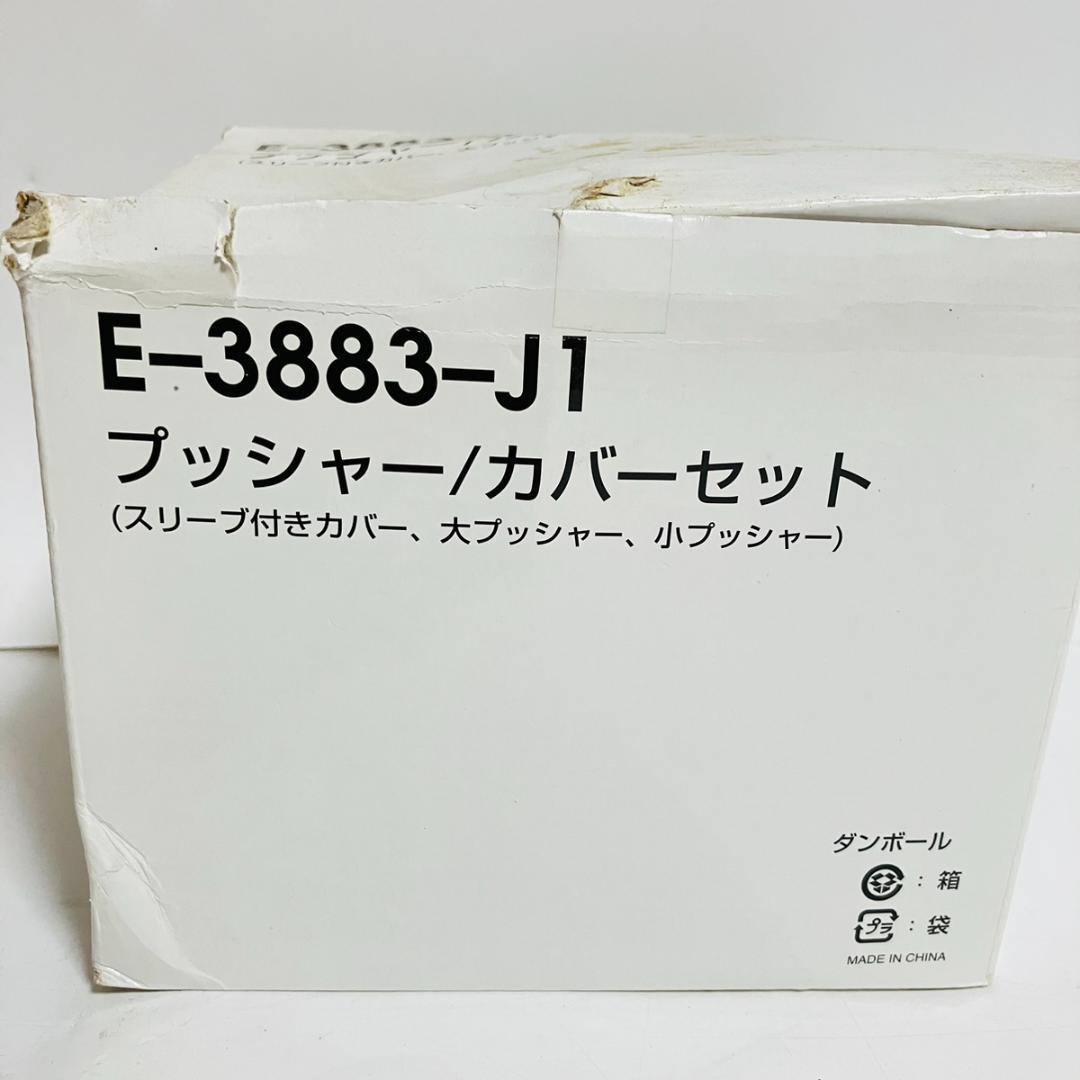 E-3883-J1
プッシャー/カバーセット
(スリーブ付きカバー、大プッシャー、小プッシャー)
ダンボール
：箱
プラ：袋
MADE IN CHINA